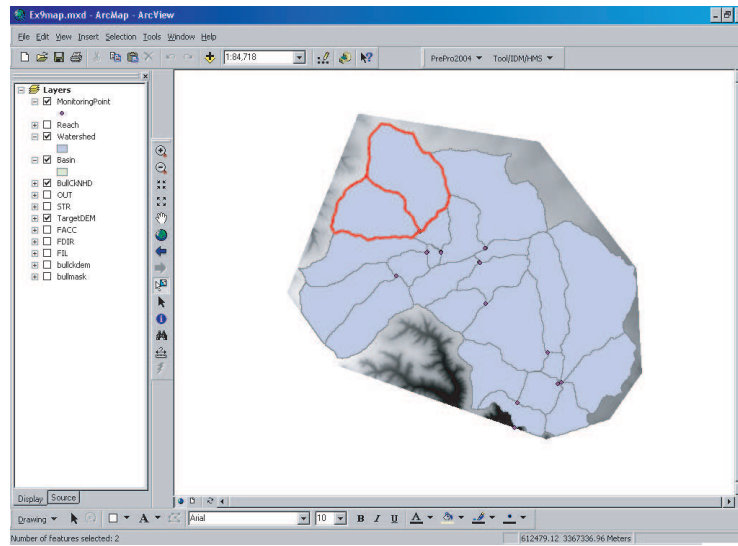 Ex9map.mxd - ArcMap - ArcView
File Edit View Insert Selection Tools Window Help
1:84,718
PrePro2004 Tool/IDM/HMS
Layers
MonitoringPoint
Reach
Watershed
Basin
BullCkNHD
OUT
STR
TargetDEM
FACC
FDIR
FIL
bullckdem
bullmask
Display Source
Drawing A Arial 10 B I U A
Number of features selected: 2
612479.12 3367336.96 Meters